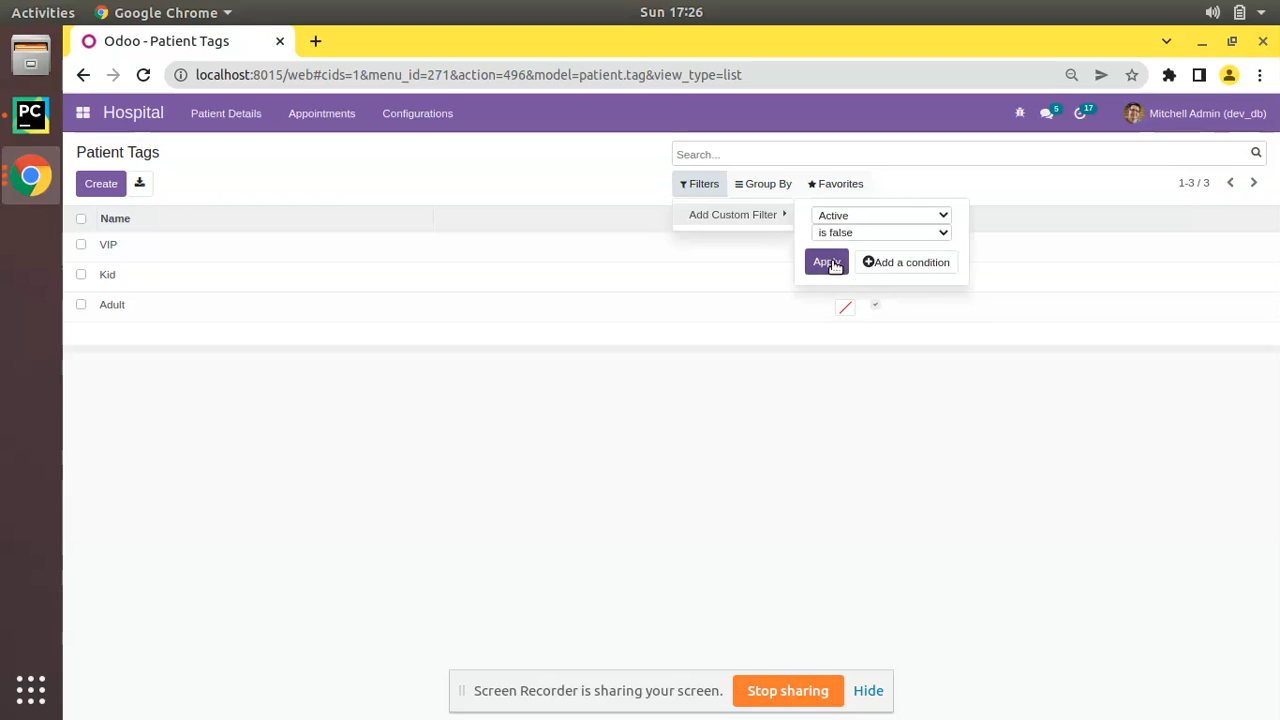 Activities
Google Chrome
Sun 17:26
Odoo - Patient Tags
localhost:8015/web#cids=1&menu_id=271&action=496&model=patient.tag&view_type=list
Hospital
Patient Details
Appointments
Configurations
5
17
Mitchell Admin (dev_db)
Patient Tags
Search...
Create
Filters
Group By
Favorites
1-3 / 3
Add Custom Filter
Active
is false
Apply
Add a condition
Name
VIP
Kid
Adult
PC
Screen Recorder is sharing your screen.
Stop sharing
Hide